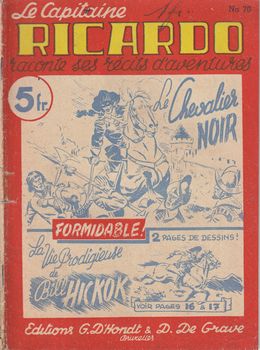 Le Capitaine
No 70
RICARDO
raconte ses récits d'aventures
5 fr.
Le Chevalier
NOIR
FORMIDABLE!
2 PAGES DE DESSINS!
La Vie Prodigieuse
de
Bill HICKOK
VOIR PAGES 16 à 17
Editions G. D'Hondt & D. De Grave
Bruxelles